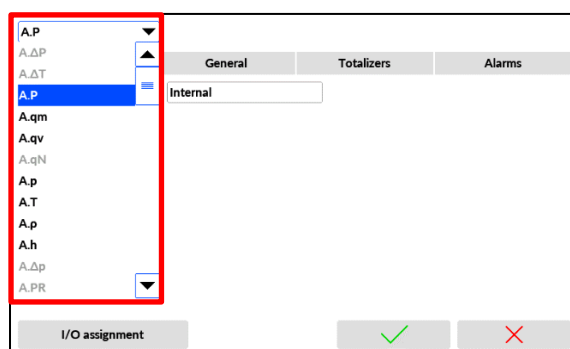 A.P
General Totalizers Alarms
A.ΔP
A.ΔT
A.P
Internal
A.qm
A.qv
A.qN
A.p
A.T
A.ρ
A.h
A.Δp
A.PR
I/O assignment